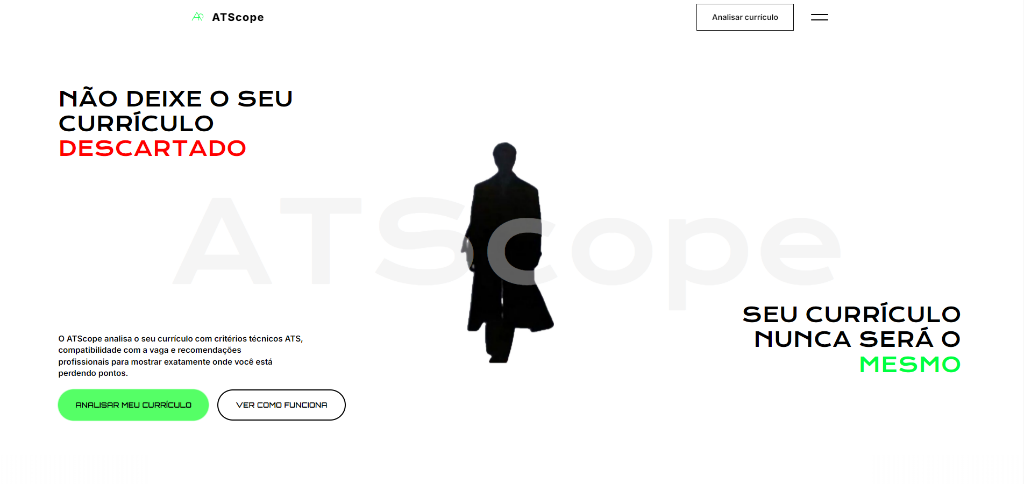 ATScope
Analisar currículo
NÃO DEIXE O SEU
CURRÍCULO
DESCARTADO
ATScope
SEU CURRÍCULO
NUNCA SERÁ O
MESMO
O ATScope analisa o seu currículo com critérios técnicos ATS,
compatibilidade com a vaga e recomendações
profissionais para mostrar exatamente onde você está
perdendo pontos.
ANALISAR MEU CURRÍCULO
VER COMO FUNCIONA